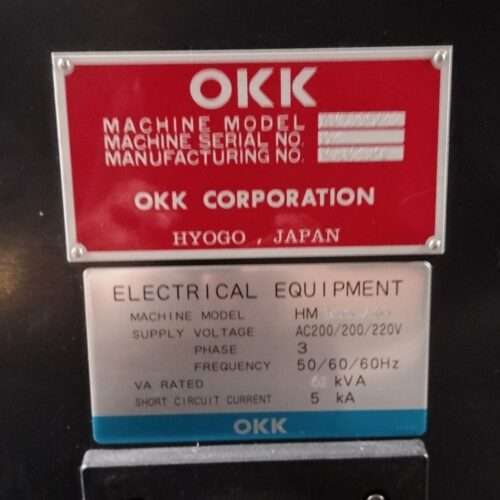 OKK
MACHINE MODEL
MACHINE SERIAL NO.
MANUFACTURING NO.
OKK CORPORATION
HYOGO , JAPAN
ELECTRICAL EQUIPMENT
MACHINE MODEL HM
SUPPLY VOLTAGE AC200/200/220V
PHASE 3
FREQUENCY 50/60/60Hz
VA RATED kVA
SHORT CIRCUIT CURRENT 5 kA
OKK